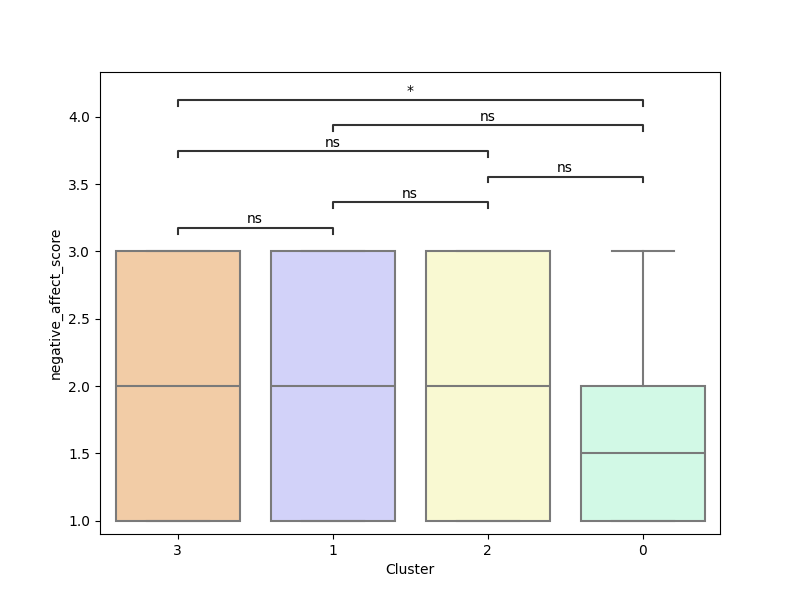 *
ns
ns
ns
ns
ns
4.0
3.5
3.0
2.5
2.0
1.5
1.0
negative_affect_score
3 1 2 0
Cluster